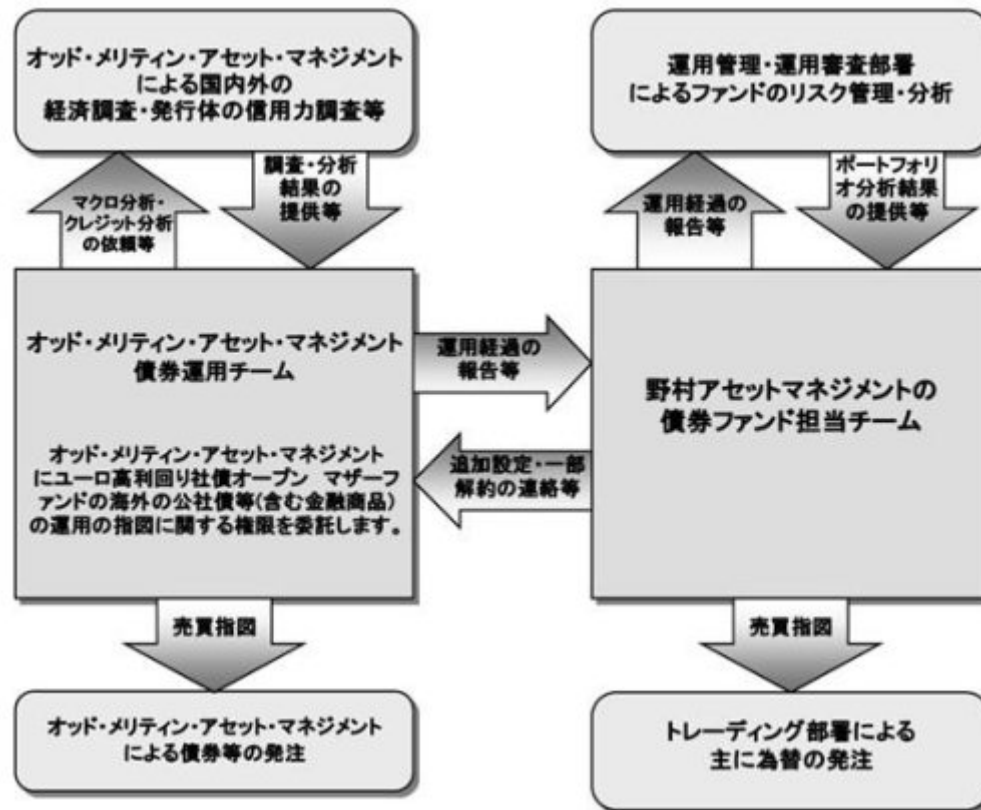 オッド・メリティン・アセット・マネジメント
による国内外の
経済調査・発行体の信用力調査等
運用管理・運用審査部署
によるファンドのリスク管理・分析
マクロ分析・
クレジット分析
の依頼等
調査・分析
結果の
提供等
運用経過の
報告等
ポートフォリ
オ分析結果
の提供等
オッド・メリティン・アセット・マネジメント
債券運用チーム
オッド・メリティン・アセット・マネジメント
にユーロ高利回り社債オープン マザーフ
ァンドの海外の公社債等(含む金融商品)
の運用の指図に関する権限を委託します。
運用経過の
報告等
追加設定・一部
解約の連絡等
野村アセットマネジメントの
債券ファンド担当チーム
売買指図
売買指図
オッド・メリティン・アセット・マネジメント
による債券等の発注
トレーディング部署による
主に為替の発注